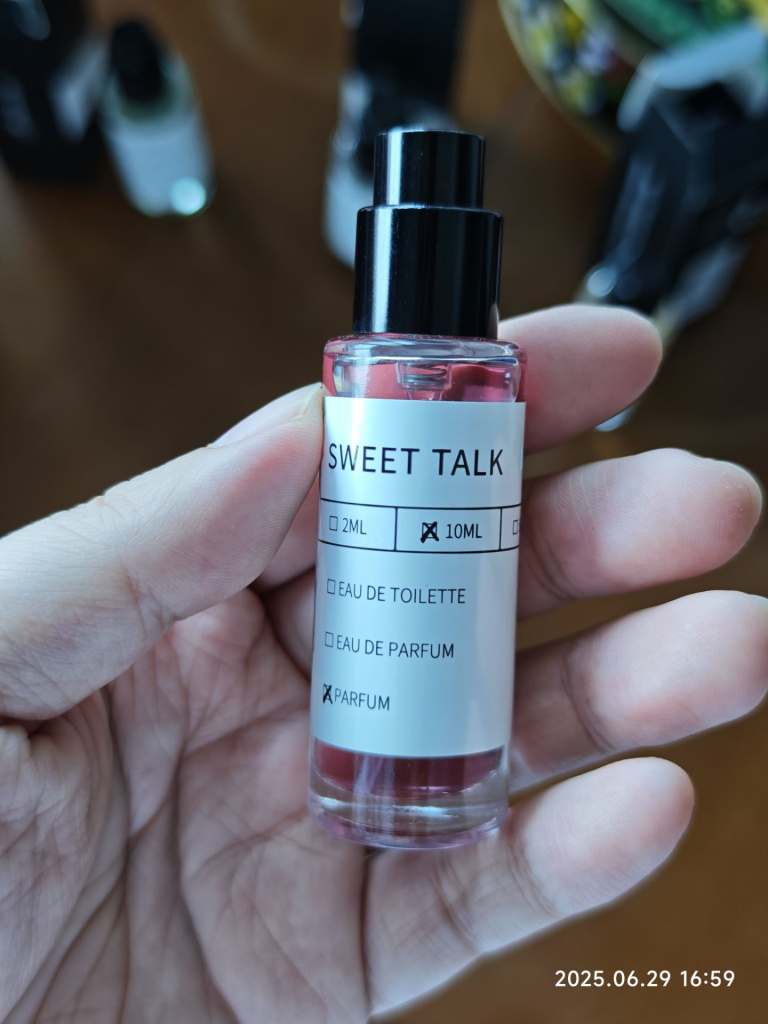 SWEET TALK
☐ 2ML ☒ 10ML ☐
☐ EAU DE TOILETTE
☐ EAU DE PARFUM
☒ PARFUM
2025.06.29 16:59